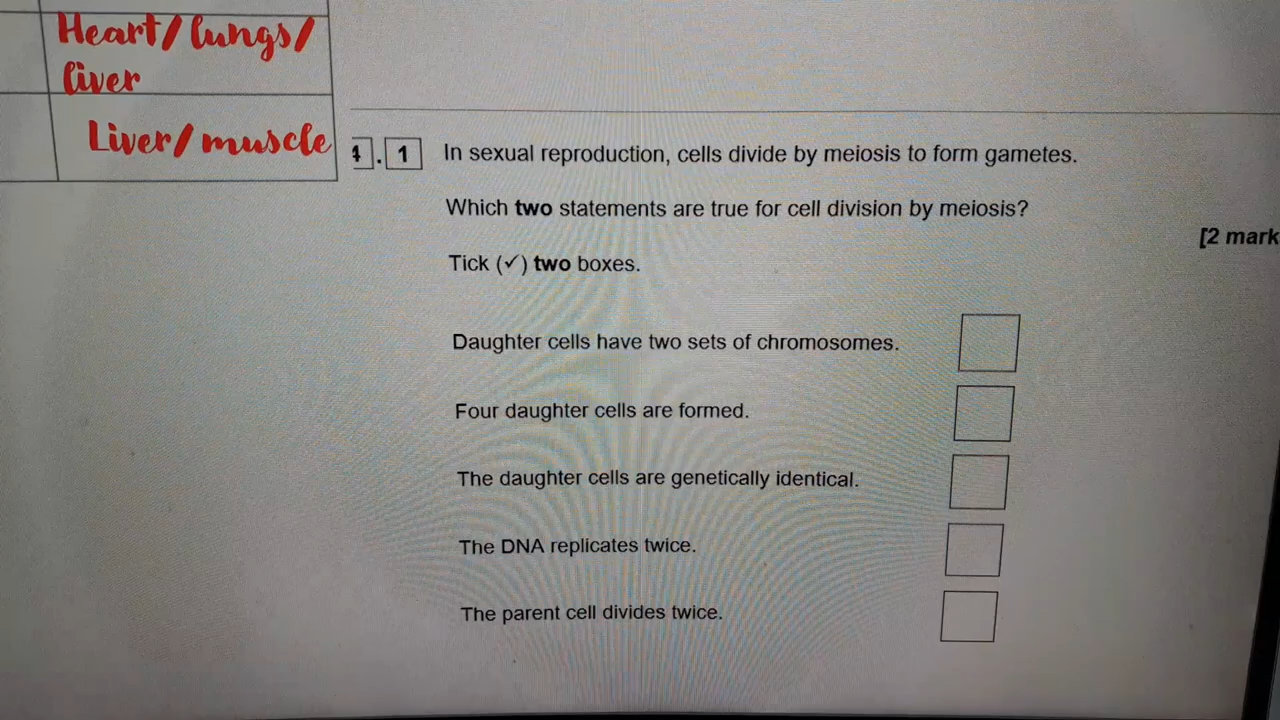 Heart/lungs/
liver
Liver/muscle
4.1 In sexual reproduction, cells divide by meiosis to form gametes.
Which two statements are true for cell division by meiosis?
[2 mark
Tick (✓) two boxes.
Daughter cells have two sets of chromosomes.
Four daughter cells are formed.
The daughter cells are genetically identical.
The DNA replicates twice.
The parent cell divides twice.